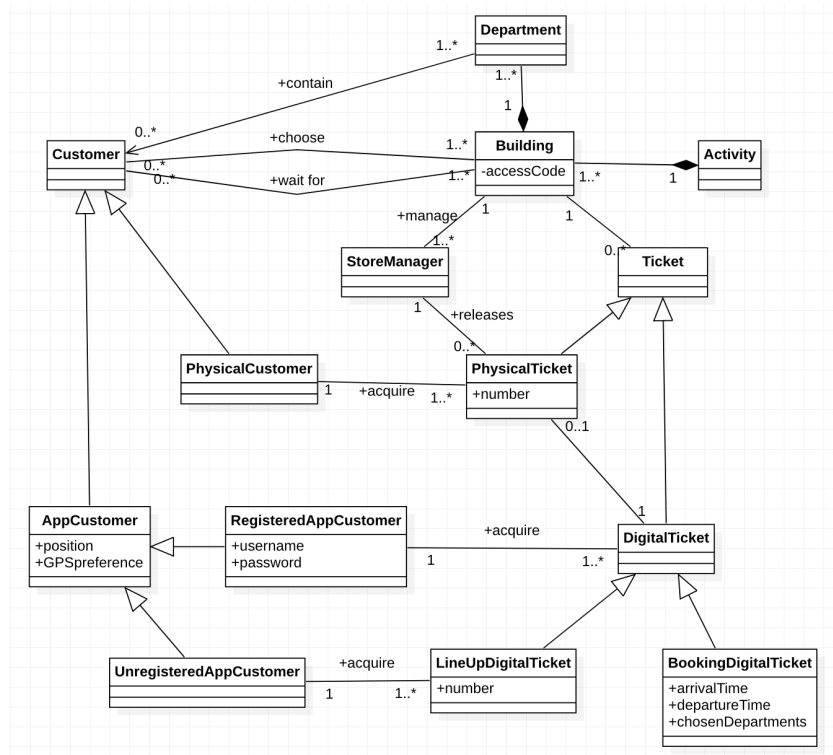 Department
1..*
1..*
+contain
1
0..*
+choose
1..*
Building
Customer
Activity
0..*
-accessCode
0..*
1..*
1..*
1
+wait for
+manage
1
1
1..*
0..*
StoreManager
Ticket
1
+releases
0..*
PhysicalCustomer
PhysicalTicket
1
+acquire
1..*
+number
0..1
1
AppCustomer
RegisteredAppCustomer
+acquire
DigitalTicket
+position
+username
+GPSpreference
+password
1
1..*
UnregisteredAppCustomer
+acquire
LineUpDigitalTicket
BookingDigitalTicket
1
1..*
+number
+arrivalTime
+departureTime
+chosenDepartments